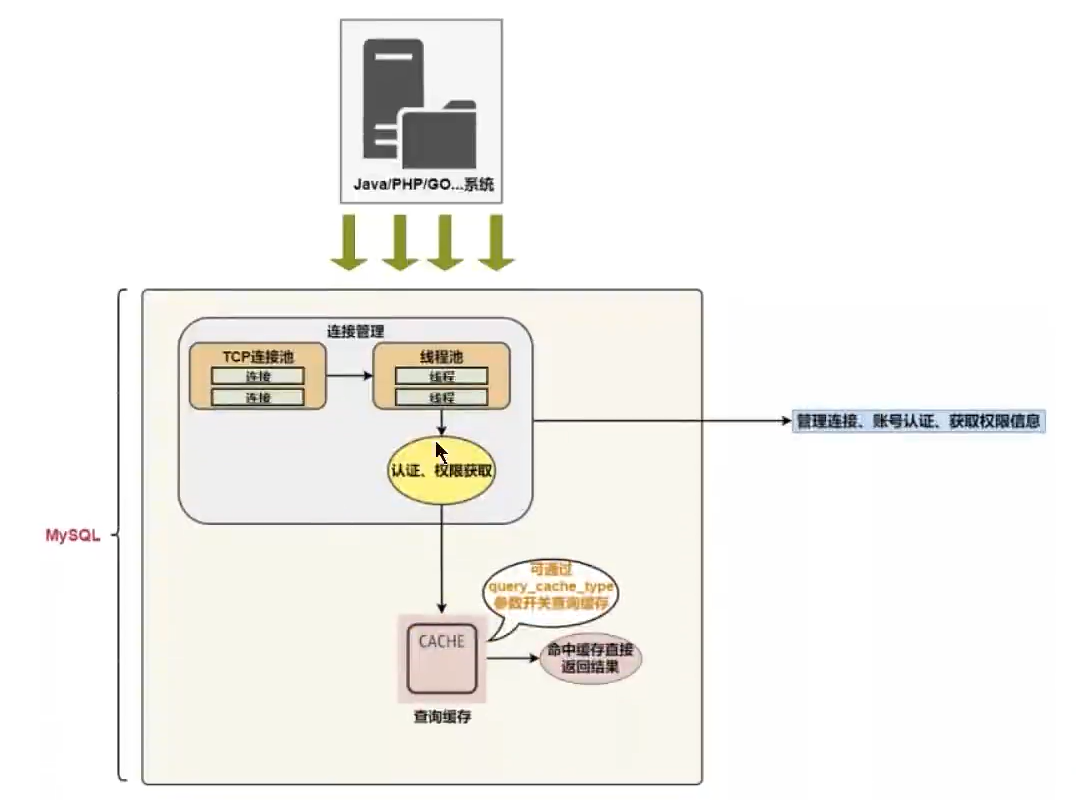 Java/PHP/GO...系统
连接管理
TCP连接池
连接
连接
线程池
线程
线程
认证、权限获取
管理连接、账号认证、获取权限信息
MySQL
可通过
query_cache_type
参数开关查询缓存
CACHE
命中缓存直接
返回结果
查询缓存